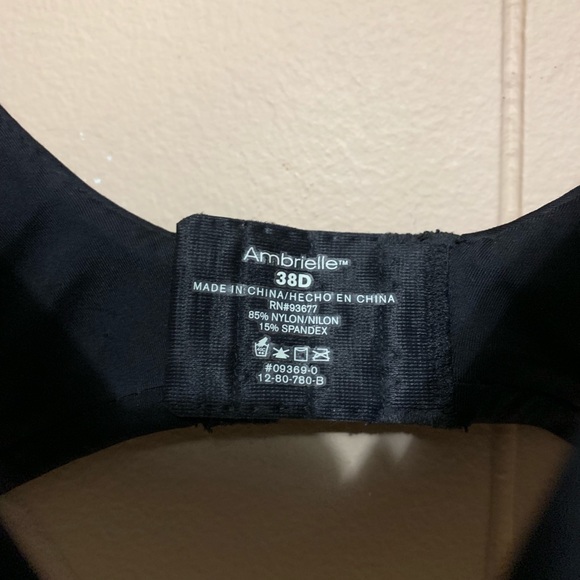 Ambrielle™
38D
MADE IN CHINA/HECHO EN CHINA
RN#93677
85% NYLON/NILON
15% SPANDEX
#09369-0
12-80-780-B